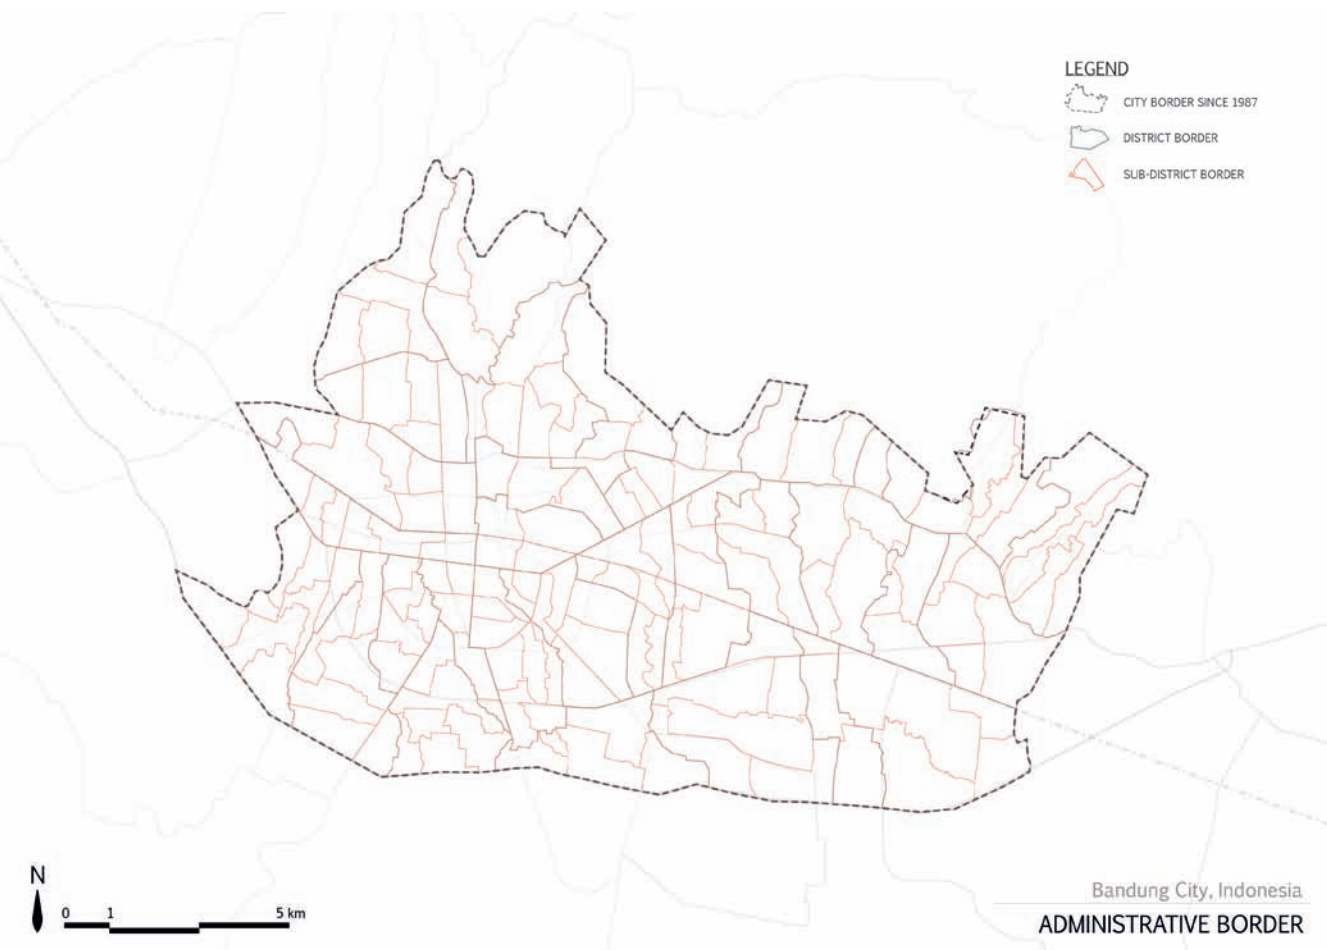 LEGEND
CITY BORDER SINCE 1987
DISTRICT BORDER
SUB-DISTRICT BORDER
N
0 1 5 km
Bandung City, Indonesia
ADMINISTRATIVE BORDER